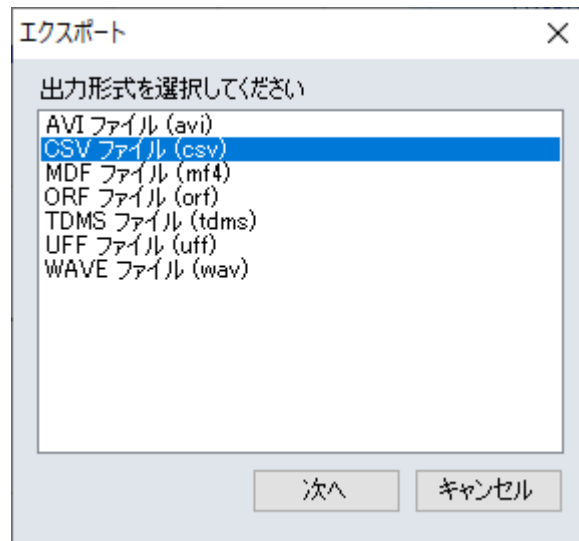 エクスポート
出力形式を選択してください
AVI ファイル (avi)
CSV ファイル (csv)
MDF ファイル (mf4)
ORF ファイル (orf)
TDMS ファイル (tdms)
UFF ファイル (uff)
WAVE ファイル (wav)
次へ
キャンセル